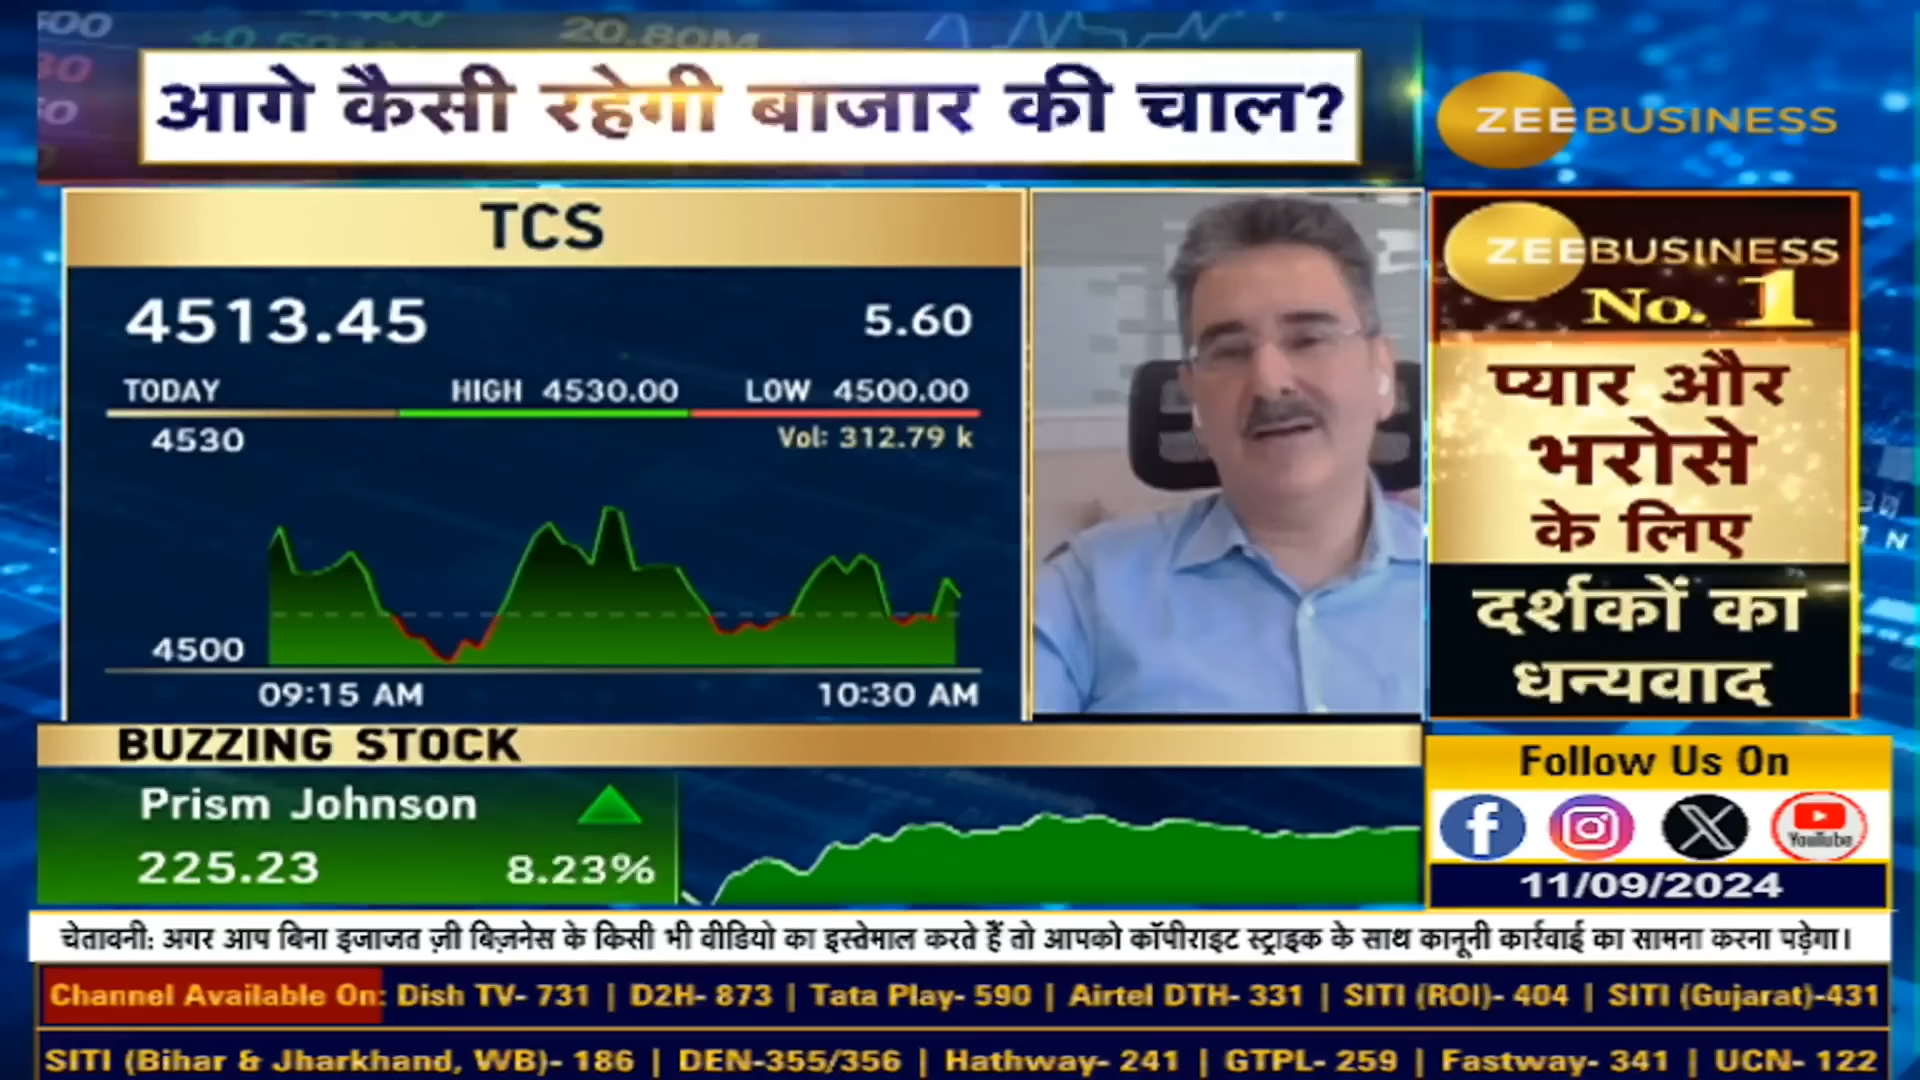 आगे कैसी रहेगी बाजार की चाल?
ZEEBUSINESS
TCS
4513.45 5.60
TODAY HIGH 4530.00 LOW 4500.00
4530 Vol: 312.79 k
4500
09:15 AM 10:30 AM
ZEEBUSINESS
No. 1
प्यार और
भरोसे
के लिए
दर्शकों का
धन्यवाद
BUZZING STOCK
Prism Johnson
225.23 8.23%
Follow Us On
YouTube
11/09/2024
चेतावनी: अगर आप बिना इजाजत ज़ी बिज़नेस के किसी भी वीडियो का इस्तेमाल करते हैं तो आपको कॉपीराइट स्ट्राइक के साथ कानूनी कार्रवाई का सामना करना पड़ेगा।
Channel Available On: Dish TV- 731 | D2H- 873 | Tata Play- 590 | Airtel DTH- 331 | SITI (ROI)- 404 | SITI (Gujarat)-431
SITI (Bihar & Jharkhand, WB)- 186 | DEN-355/356 | Hathway- 241 | GTPL- 259 | Fastway- 341 | UCN- 122